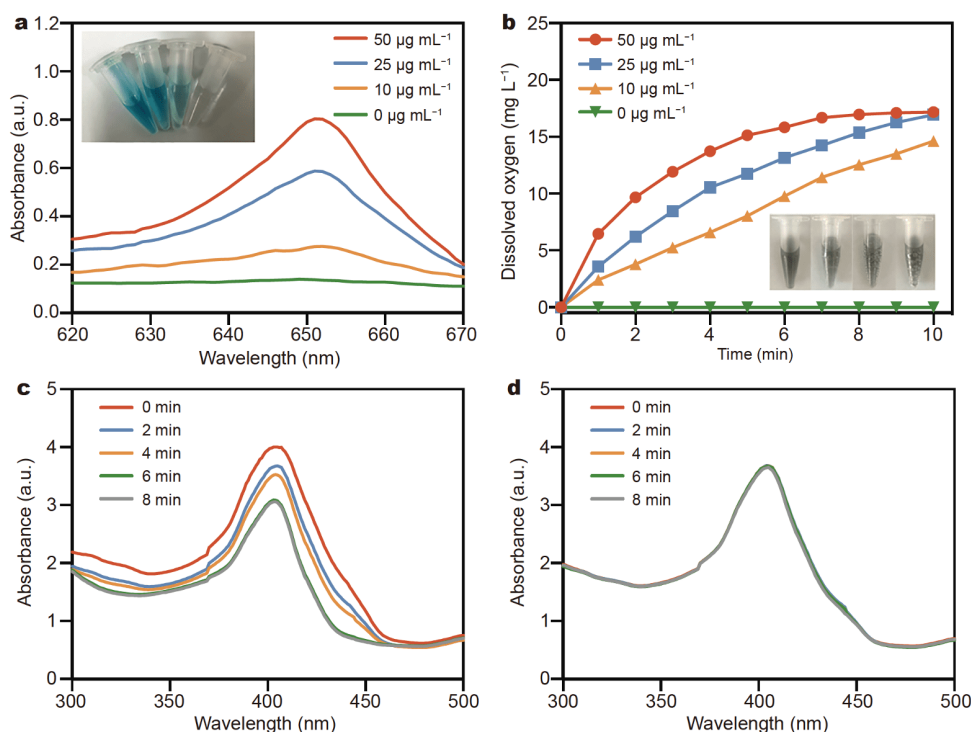 a
1.2
1.0
0.8
0.6
0.4
0.2
0.0
Absorbance (a.u.)
50 µg mL⁻¹
25 µg mL⁻¹
10 µg mL⁻¹
0 µg mL⁻¹
620 630 640 650 660 670
Wavelength (nm)
b
25
20
15
10
5
0
Dissolved oxygen (mg L⁻¹)
50 µg mL⁻¹
25 µg mL⁻¹
10 µg mL⁻¹
0 µg mL⁻¹
0 2 4 6 8 10
Time (min)
c
5
4
3
2
1
0
Absorbance (a.u.)
0 min
2 min
4 min
6 min
8 min
300 350 400 450 500
Wavelength (nm)
d
5
4
3
2
1
0
Absorbance (a.u.)
0 min
2 min
4 min
6 min
8 min
300 350 400 450 500
Wavelength (nm)